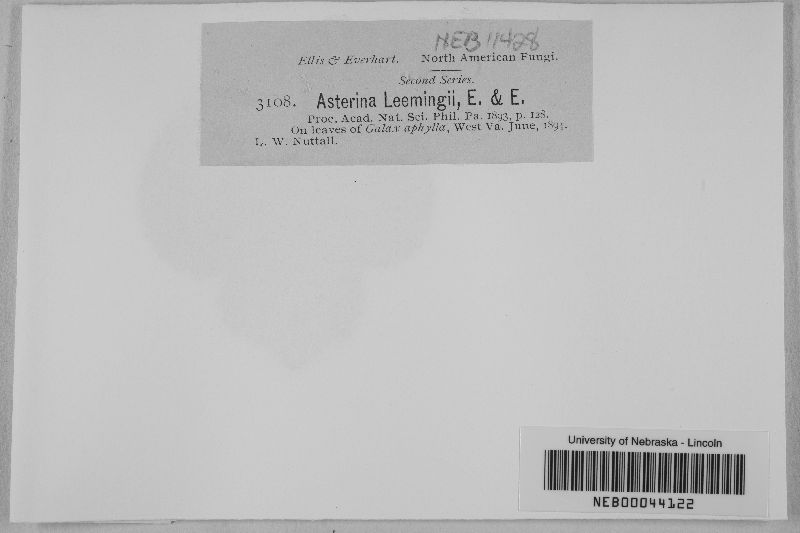 NEB 11428
Ellis & Everhart. North American Fungi.
Second Series.
3108. Asterina Leemingii, E. & E.
Proc. Acad. Nat. Sci. Phil. Pa. 1893, p. 128.
On leaves of Galax aphylla, West Va. June, 1894.
L. W. Nuttall.
University of Nebraska - Lincoln
NEB00044122